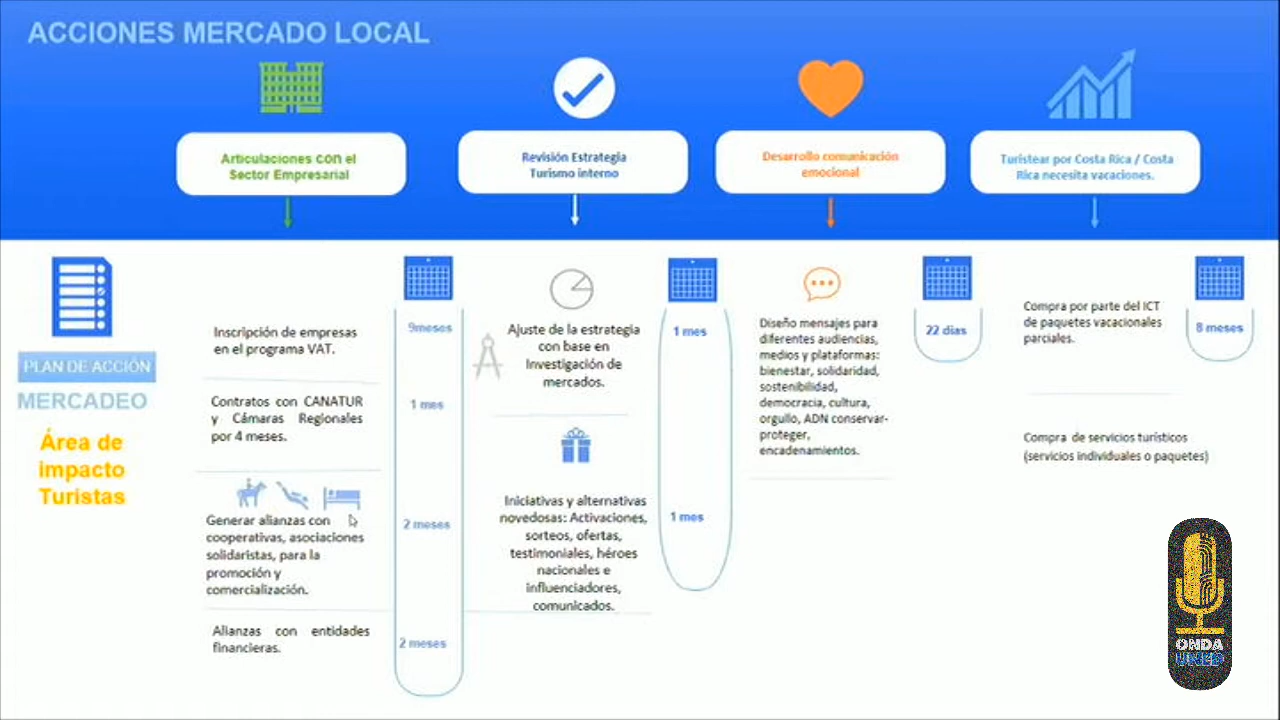 ACCIONES MERCADO LOCAL
Articulaciones con el
Sector Empresarial
Revisión Estrategia
Turismo interno
Desarrollo comunicación
emocional
Turistear por Costa Rica / Costa
Rica necesita vacaciones.
PLAN DE ACCIÓN
MERCADEO
Área de
impacto
Turistas
Inscripción de empresas
en el programa VAT.
9meses
Contratos con CANATUR
y Cámaras Regionales
por 4 meses.
1 mes
Generar alianzas con
cooperativas, asociaciones
solidaristas, para la
promoción y
comercialización.
2 meses
Alianzas con entidades
financieras.
2 meses
Ajuste de la estrategia
con base en
Investigación de
mercados.
1 mes
Iniciativas y alternativas
novedosas: Activaciones,
sorteos, ofertas,
testimoniales, héroes
nacionales e
influenciadores,
comunicados.
1 mes
Diseño mensajes para
diferentes audiencias,
medios y plataformas:
bienestar, solidaridad,
sostenibilidad,
democracia, cultura,
orgullo, ADN conservar-
proteger,
encadenamientos.
22 días
Compra por parte del ICT
de paquetes vacacionales
parciales.
8 meses
Compra de servicios turísticos
(servicios individuales o paquetes)
ONDA
UNED